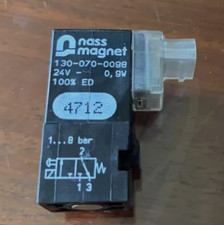 nass
magnet
130-070-0098
24V ⎓ 0,9W
100% ED
4712
1...8 bar
2
1 3